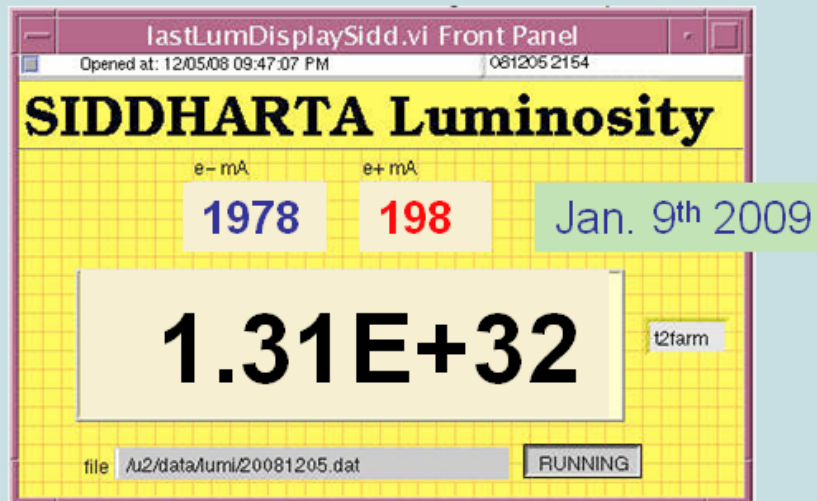 lastLumDisplaySidd.vi Front Panel
Opened at: 12/05/08 09:47:07 PM 081205 2154
SIDDHARTA Luminosity
e- mA e+ mA
1978 198 Jan. 9th 2009
1.31E+32
t2farm
file /u2/data/lumi/20081205.dat RUNNING